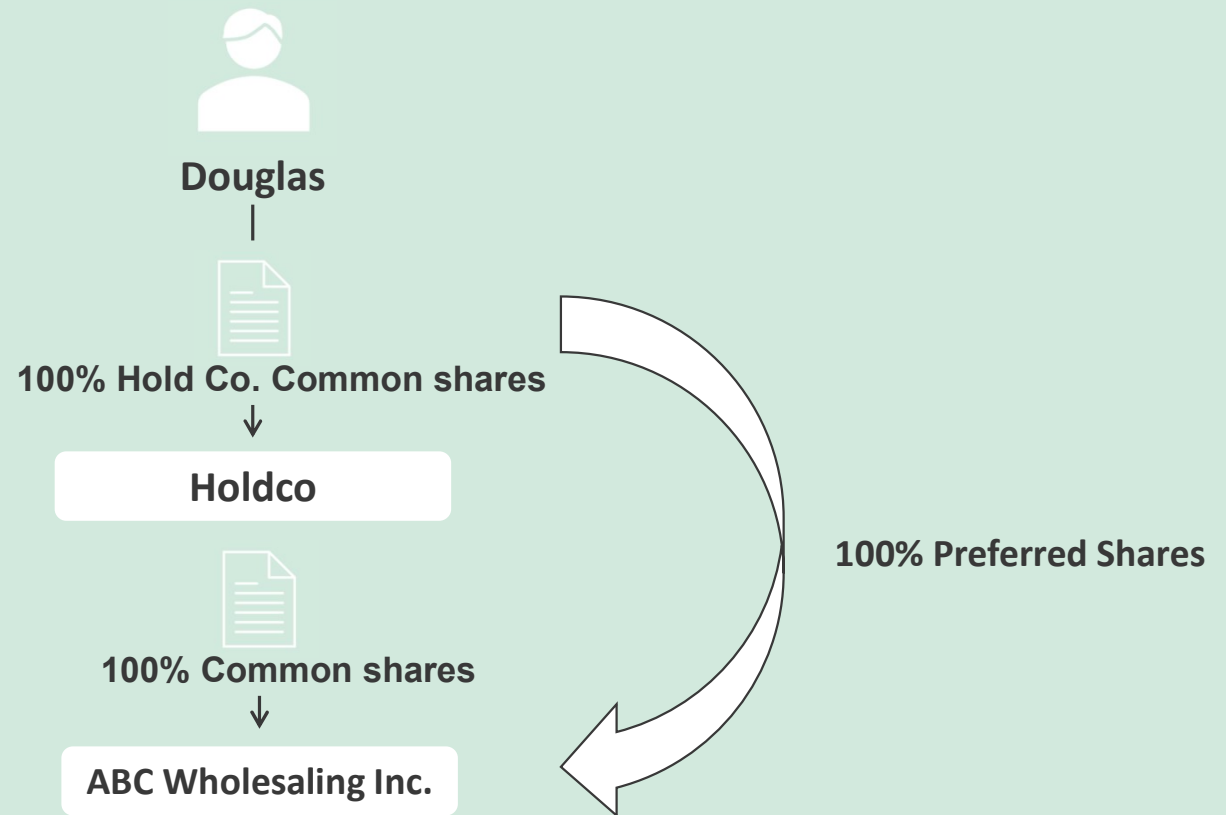 Douglas
100% Hold Co. Common shares
Holdco
100% Preferred Shares
100% Common shares
ABC Wholesaling Inc.